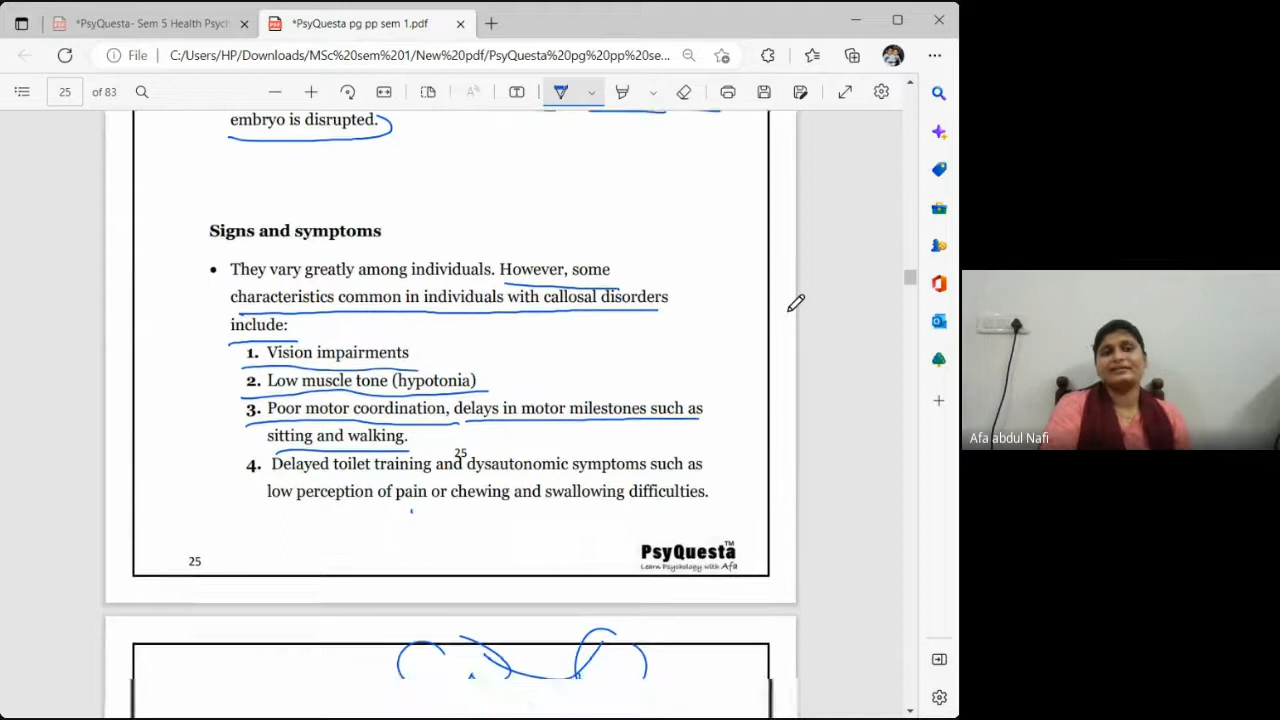 *PsyQuesta- Sem 5 Health Psych
*PsyQuesta pg pp sem 1.pdf
File
C:/Users/HP/Downloads/MSc%20sem%201/New%20pdf/PsyQuesta%20pg%20pp%20se...
25 of 83
embryo is disrupted.
Signs and symptoms
• They vary greatly among individuals. However, some
characteristics common in individuals with callosal disorders
include:
1. Vision impairments
2. Low muscle tone (hypotonia)
3. Poor motor coordination, delays in motor milestones such as
sitting and walking.
25
4. Delayed toilet training and dysautonomic symptoms such as
low perception of pain or chewing and swallowing difficulties.
25
PsyQuesta™
Learn Psychology with Afa
Afa abdul Nafi